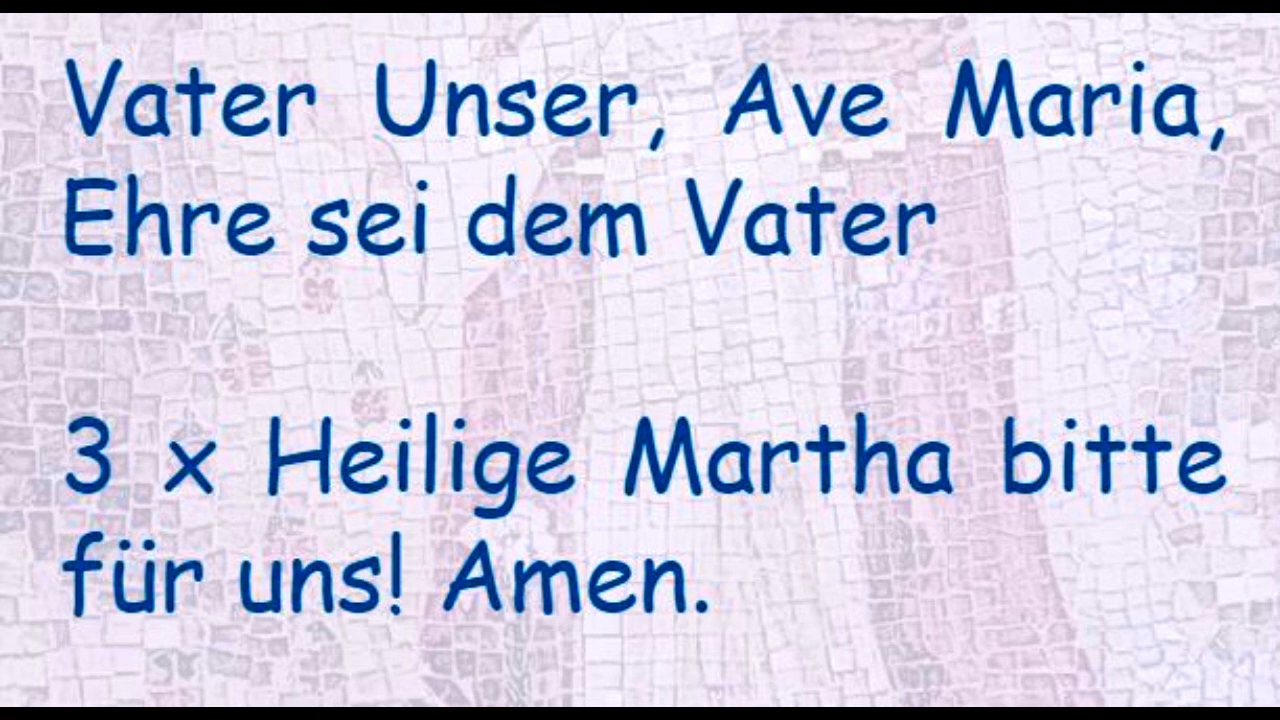 Vater Unser, Ave Maria,
Ehre sei dem Vater
3 x Heilige Martha bitte
für uns! Amen.